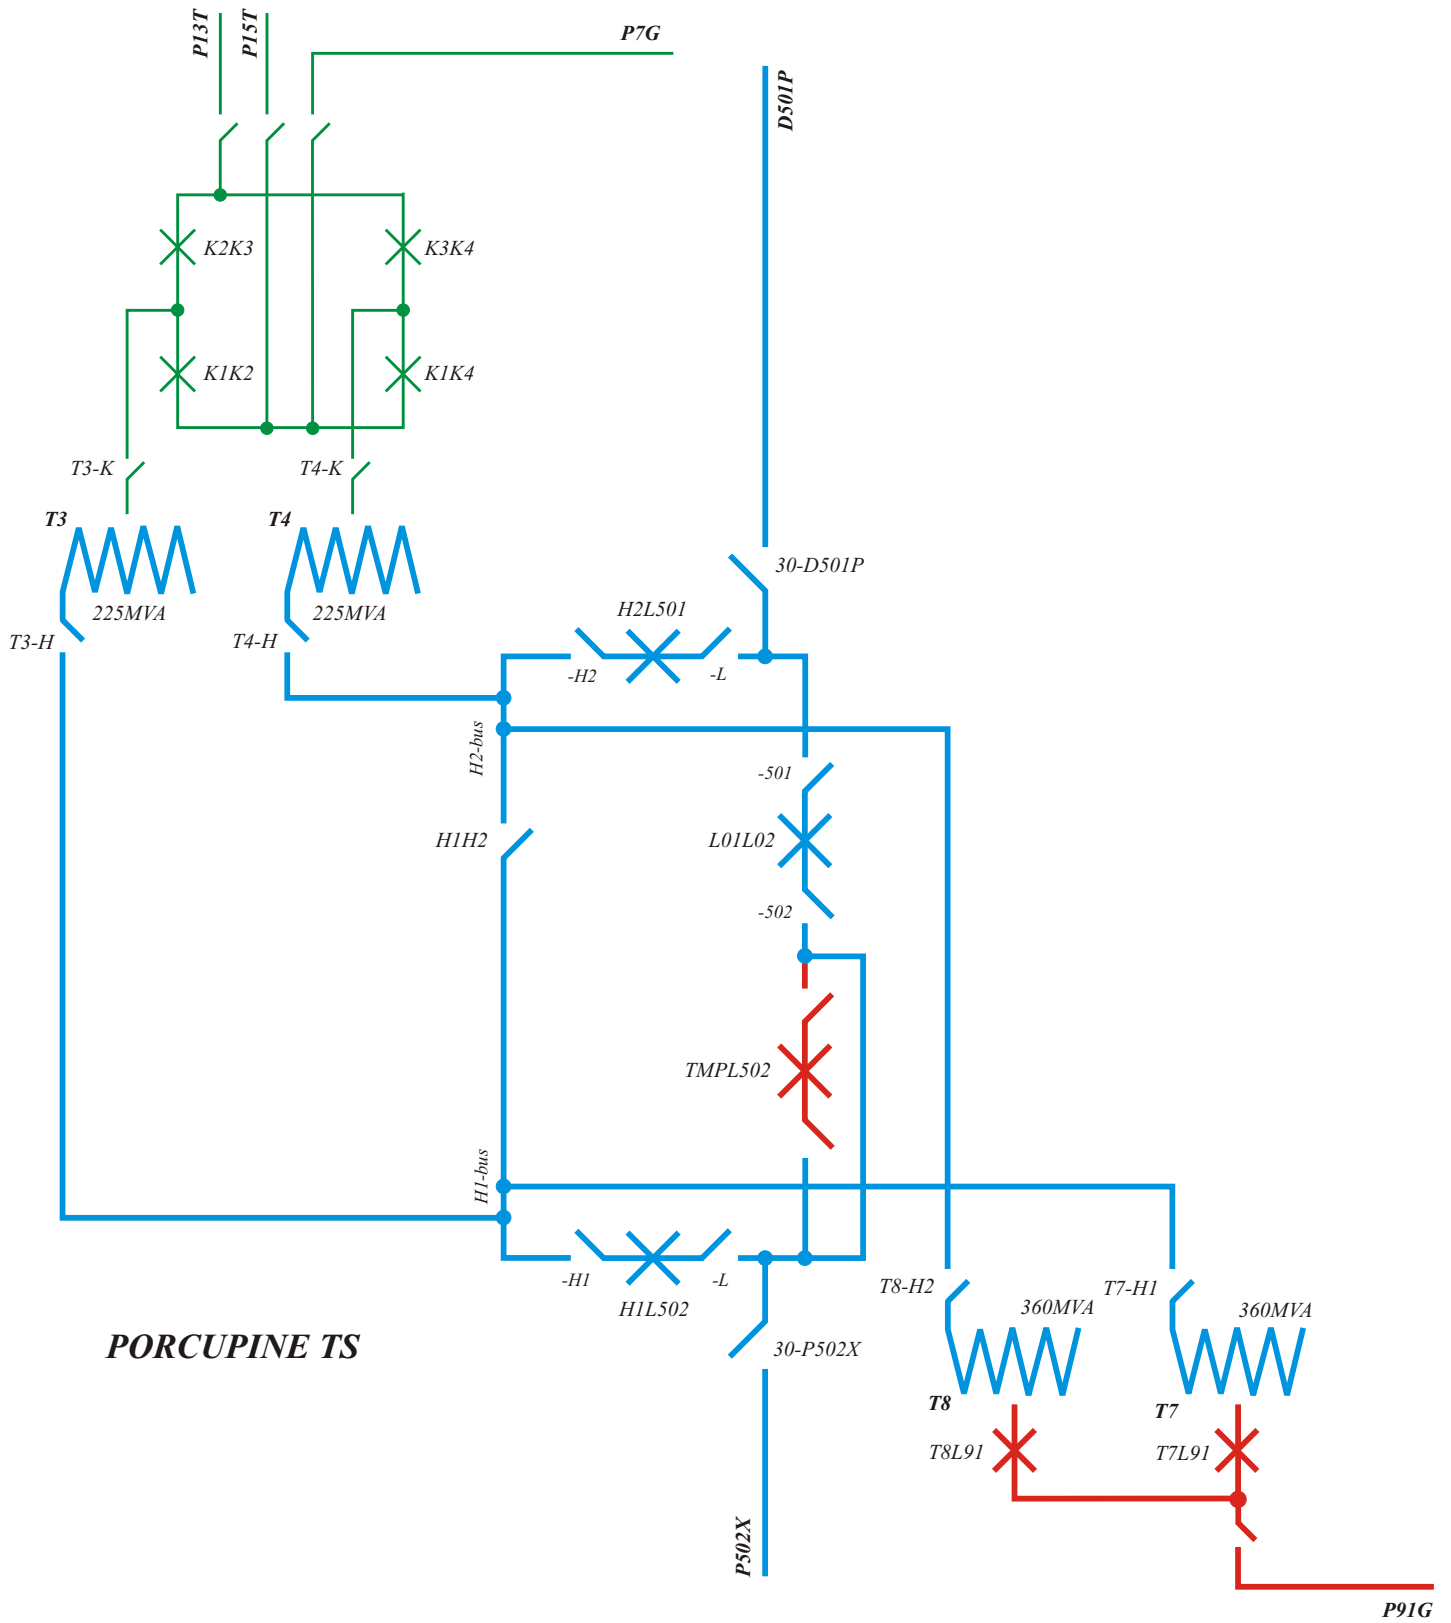 P13T
P15T
P7G
D501P
K2K3
K3K4
K1K2
K1K4
T3-K
T4-K
T3
T4
30-D501P
225MVA
225MVA
H2L501
T3-H
T4-H
-H2
-L
H2-bus
-501
H1H2
L01L02
-502
TMPL502
H1-bus
-H1
-L
T8-H2
T7-H1
H1L502
360MVA
360MVA
PORCUPINE TS
30-P502X
T8
T7
T8L91
T7L91
P502X
P91G